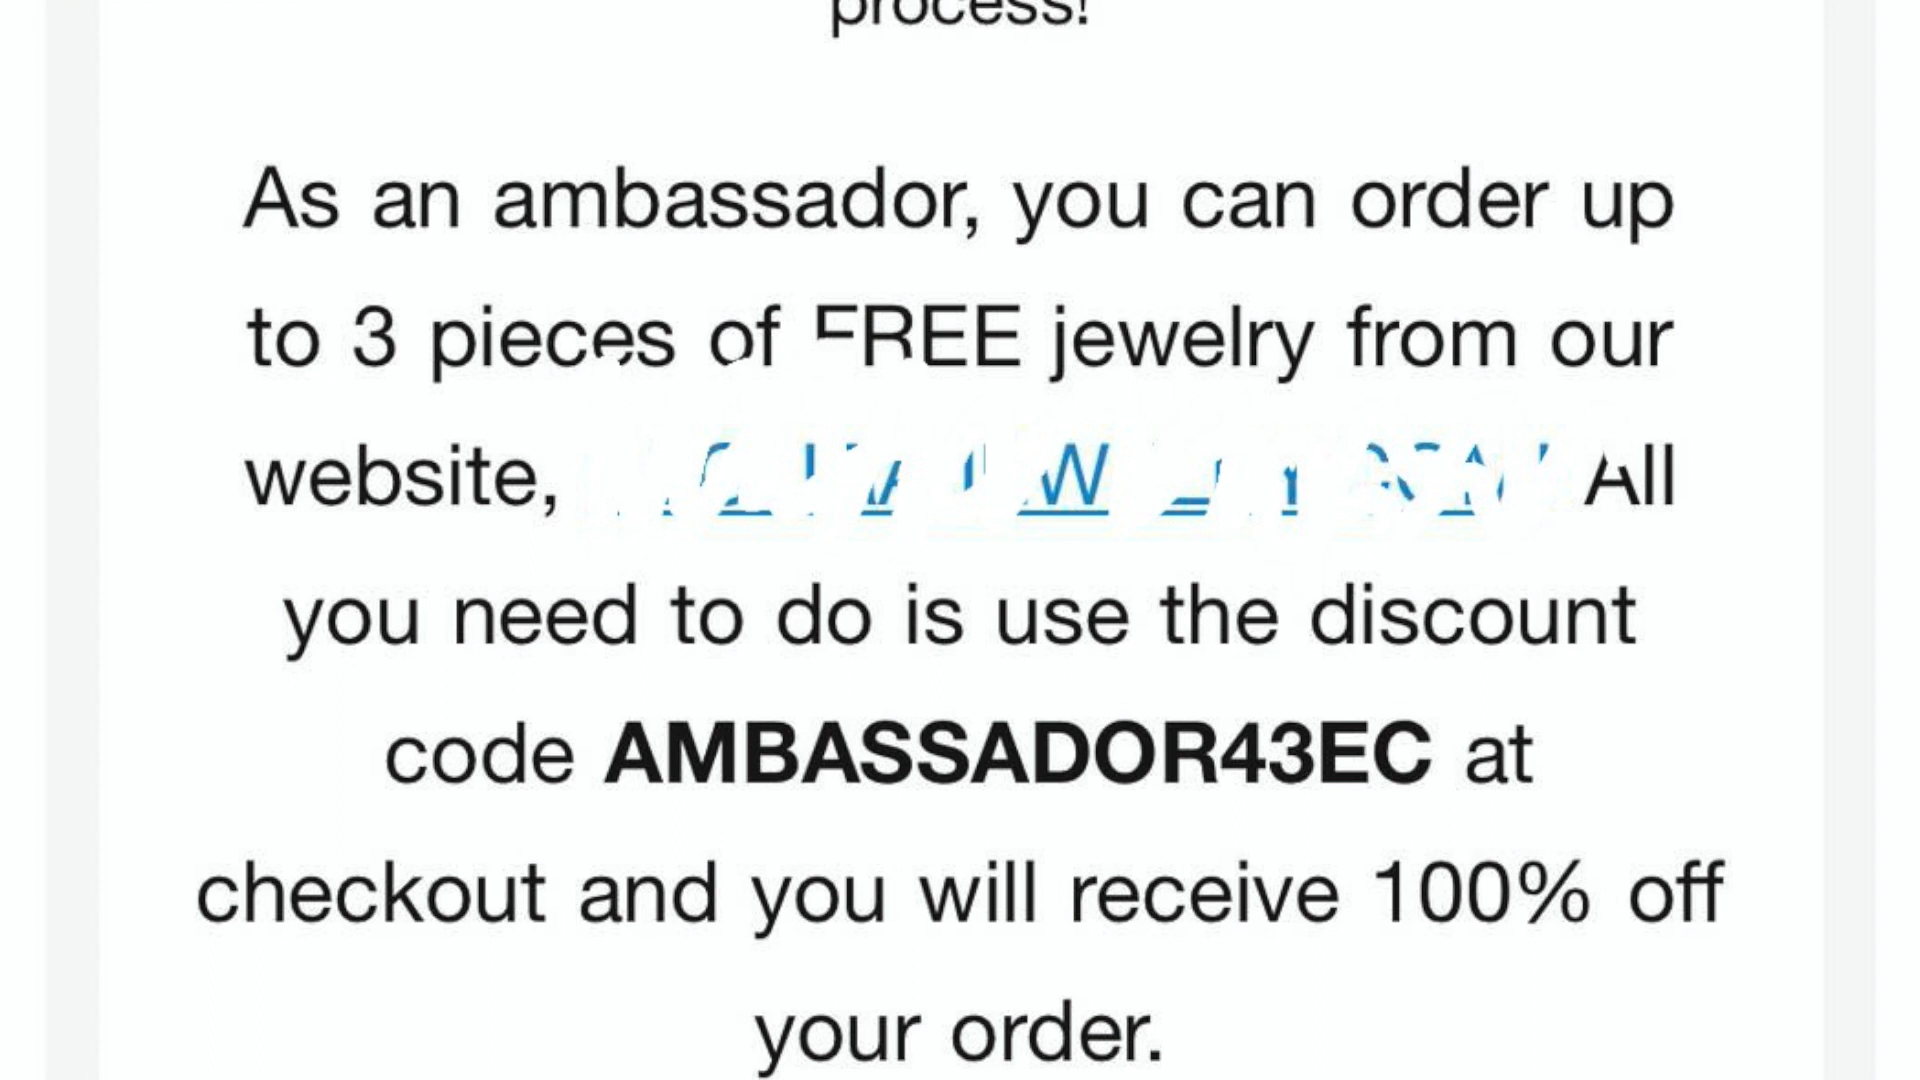 process!
As an ambassador, you can order up
to 3 pieces of FREE jewelry from our
website, All
you need to do is use the discount
code AMBASSADOR43EC at
checkout and you will receive 100% off
your order.